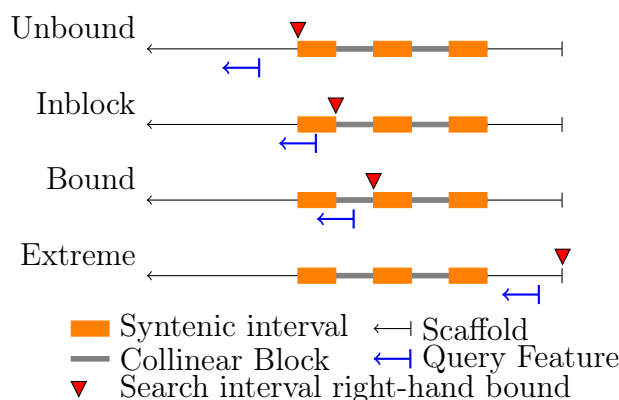 Unbound
Inblock
Bound
Extreme
Syntenic interval
Scaffold
Collinear Block
Query Feature
Search interval right-hand bound